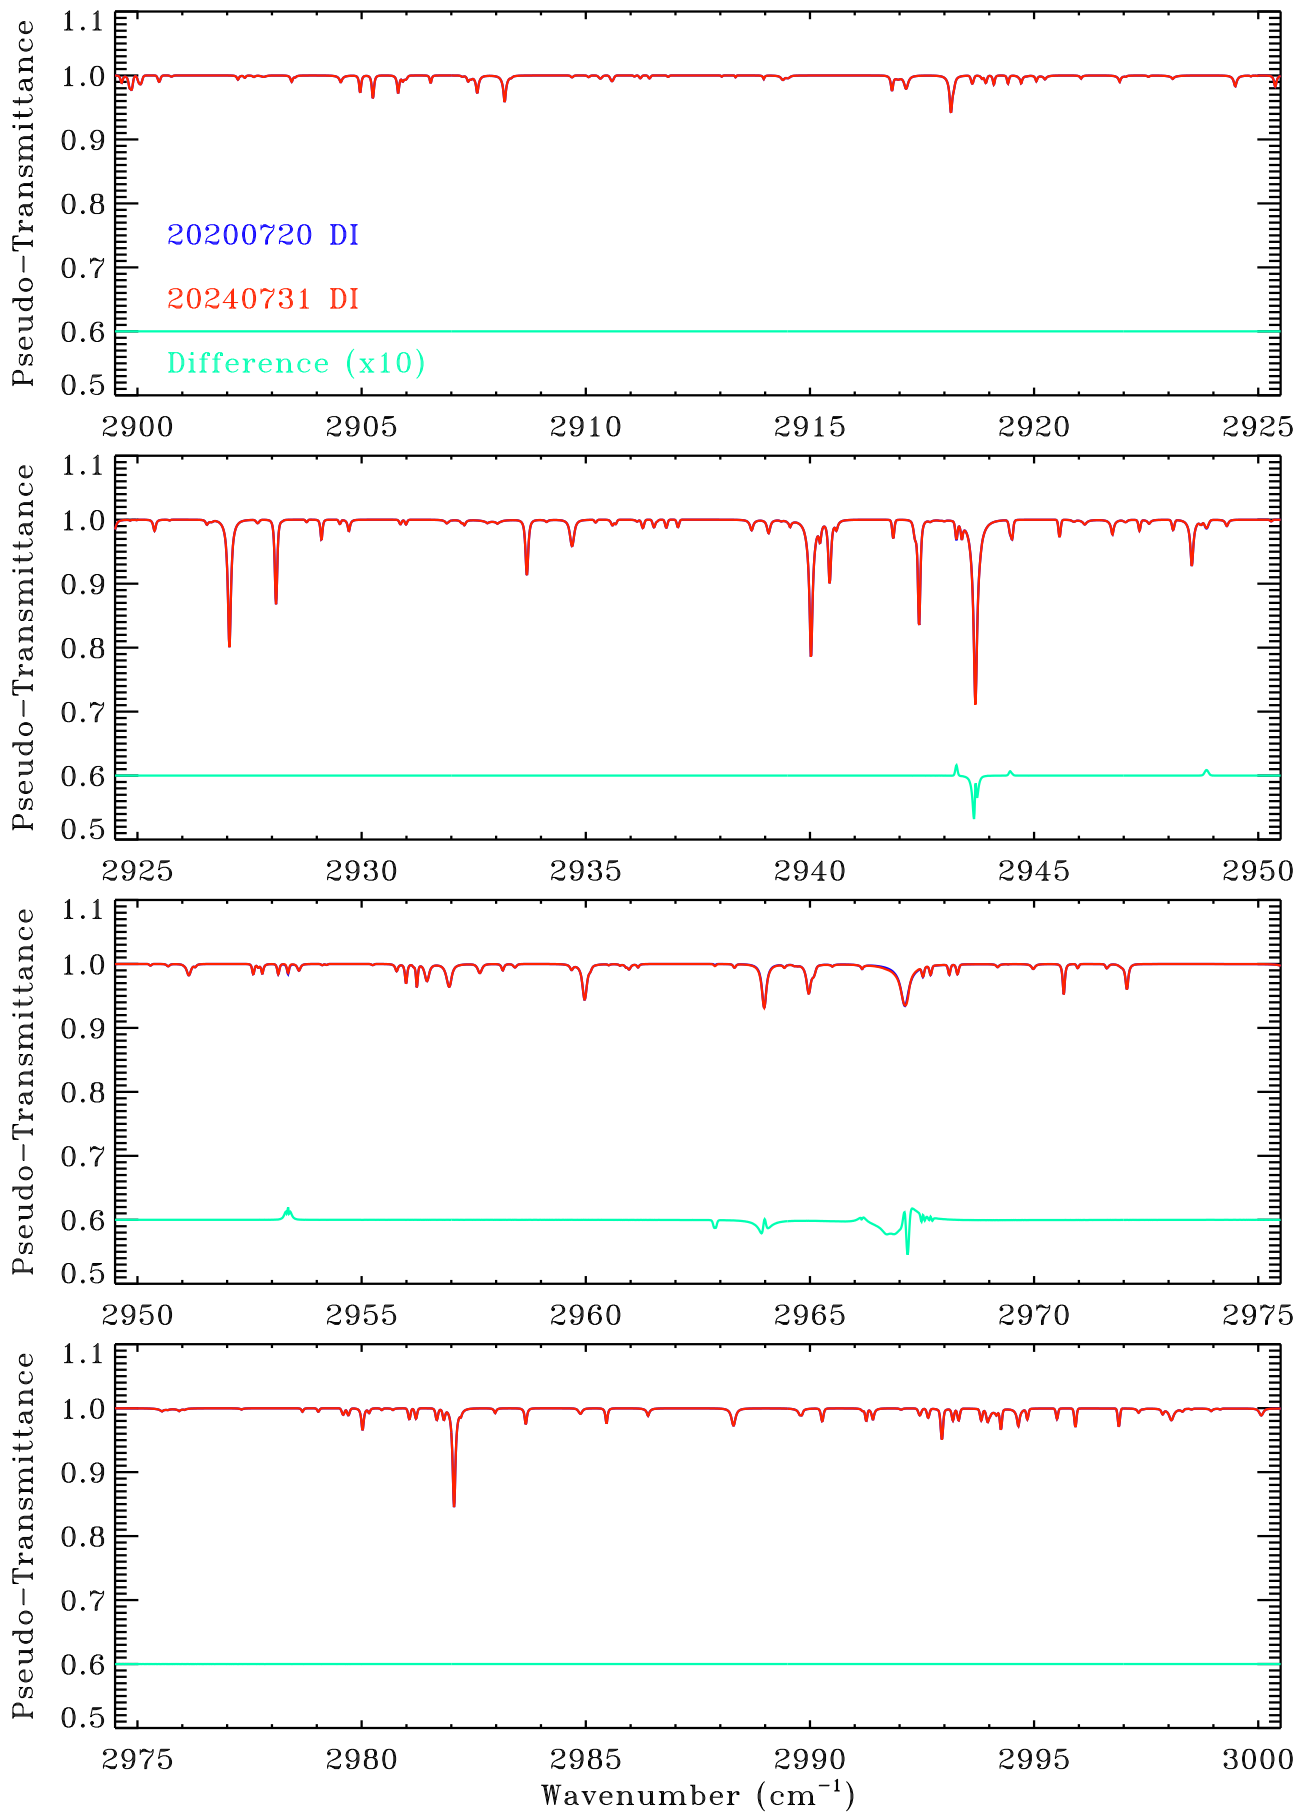 Pseudo-Transmittance
1.1
1.0
0.9
0.8
0.7
0.6
0.5
20200720 DI
20240731 DI
Difference (x10)
2900 2905 2910 2915 2920 2925
Pseudo-Transmittance
1.1
1.0
0.9
0.8
0.7
0.6
0.5
2925 2930 2935 2940 2945 2950
Pseudo-Transmittance
1.1
1.0
0.9
0.8
0.7
0.6
0.5
2950 2955 2960 2965 2970 2975
Pseudo-Transmittance
1.1
1.0
0.9
0.8
0.7
0.6
0.5
2975 2980 2985 2990 2995 3000
Wavenumber (cm⁻¹)